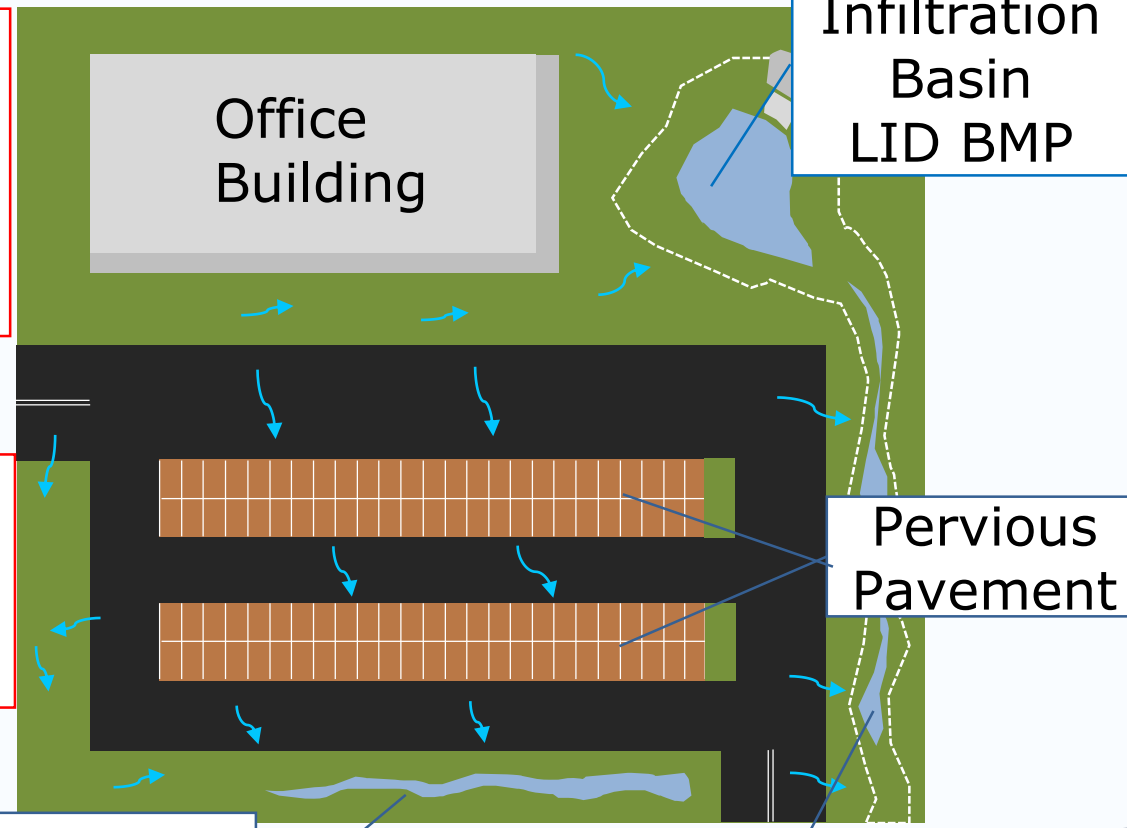 Infiltration
Basin
LID BMP
Office
Building
Pervious
Pavement